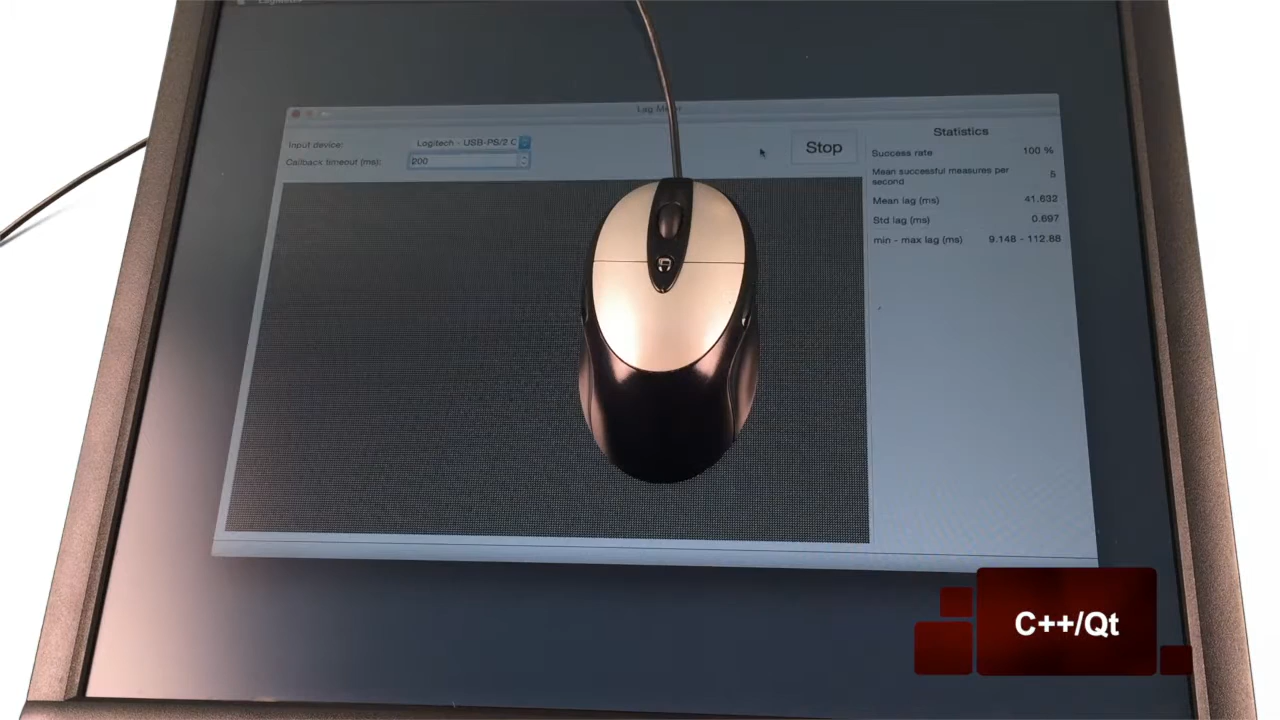 Lag Meter
Input device:
Logitech - USB-PS/2 O
Callback timeout (ms):
200
Stop
Statistics
Success rate
100 %
Mean successful measures per
second
5
Mean lag (ms)
41.632
Std lag (ms)
0.697
min - max lag (ms)
9.148 - 112.88
C++/Qt